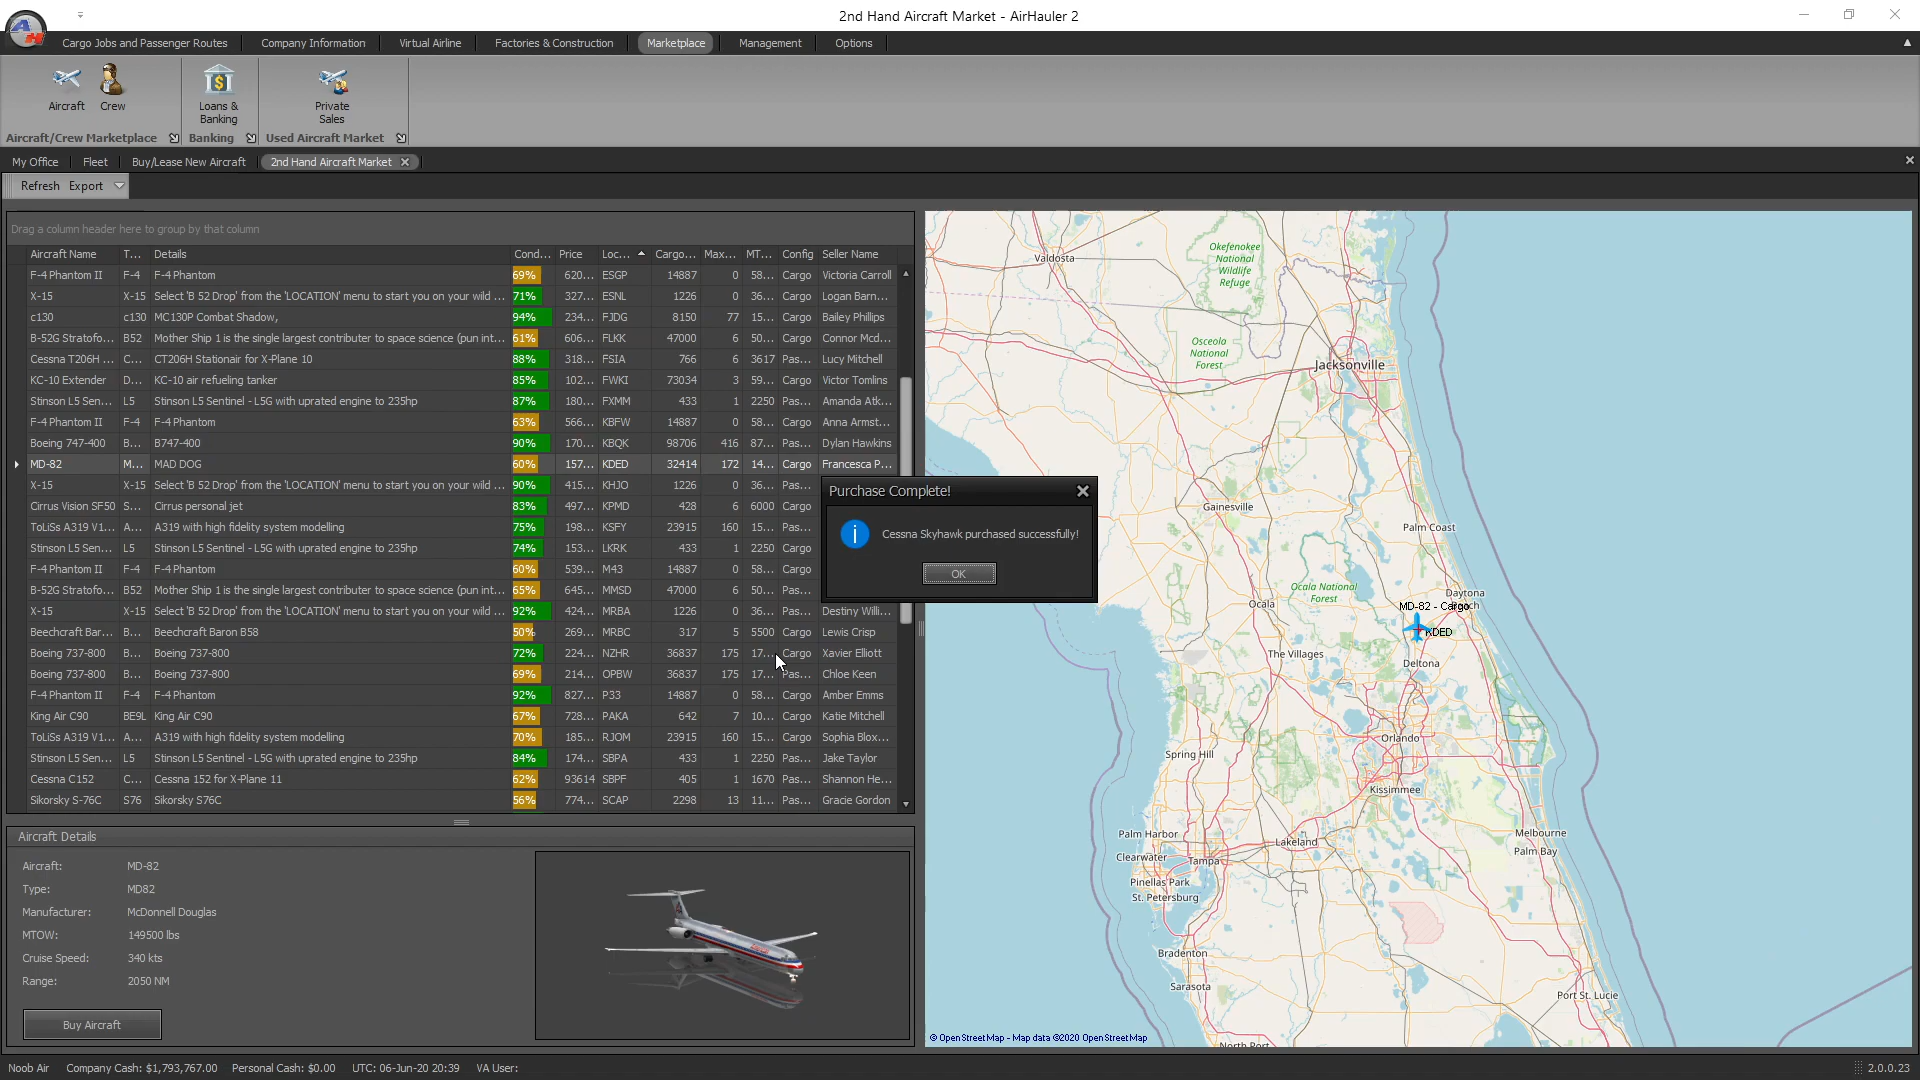 2nd Hand Aircraft Market - AirHauler 2
Cargo Jobs and Passenger Routes Company Information Virtual Airline Factories & Construction Marketplace Management Options
Aircraft Crew Loans & Banking Private Sales
Aircraft/Crew Marketplace Banking Used Aircraft Market
My Office Fleet Buy/Lease New Aircraft 2nd Hand Aircraft Market
Refresh Export
Drag a column header here to group by that column
Aircraft Name T... Details Cond... Price Loc... Cargo... Max... MT... Config Seller Name
F-4 Phantom II F-4 F-4 Phantom 69% 620... ESGP 14887 0 58... Cargo Victoria Carroll
X-15 X-15 Select 'B 52 Drop' from the 'LOCATION' menu to start you on your wild ... 71% 327... ESNL 1226 0 36... Cargo Logan Barn...
c130 c130 MC130P Combat Shadow, 94% 234... FJDG 8150 77 15... Cargo Bailey Phillips
B-52G Stratofo... B52 Mother Ship 1 is the single largest contributer to space science (pun int... 61% 606... FLKK 47000 6 50... Cargo Connor Mcd...
Cessna T206H ... C... CT206H Stationair for X-Plane 10 88% 318... FSIA 766 6 3617 Pas... Lucy Mitchell
KC-10 Extender D... KC-10 air refueling tanker 85% 102... FWKI 73034 3 59... Cargo Victor Tomlins
Stinson L5 Sen... L5 Stinson L5 Sentinel - L5G with uprated engine to 235hp 87% 180... FXMM 433 1 2250 Pas... Amanda Atk...
F-4 Phantom II F-4 F-4 Phantom 63% 566... KBFW 14887 0 58... Cargo Anna Armst...
Boeing 747-400 B... B747-400 90% 170... KBQK 98706 416 87... Pas... Dylan Hawkins
MD-82 M... MAD DOG 60% 157... KDED 32414 172 14... Cargo Francesca P...
X-15 X-15 Select 'B 52 Drop' from the 'LOCATION' menu to start you on your wild ... 90% 415... KHJO 1226 0 36...
Cirrus Vision SF50 S... Cirrus personal jet 83% 497... KPMD 428 6 6000 Cargo
ToLiSs A319 V1... A... A319 with high fidelity system modelling 75% 198... KSFY 23915 160 15... Pas...
Stinson L5 Sen... L5 Stinson L5 Sentinel - L5G with uprated engine to 235hp 74% 153... LKRK 433 1 2250 Cargo
F-4 Phantom II F-4 F-4 Phantom 60% 539... M43 14887 0 58... Cargo
B-52G Stratofo... B52 Mother Ship 1 is the single largest contributer to space science (pun int... 65% 645... MMSD 47000 6 50... Pas...
X-15 X-15 Select 'B 52 Drop' from the 'LOCATION' menu to start you on your wild ... 92% 424... MRBA 1226 0 36... Pas... Destiny Willi...
Beechcraft Bar... B... Beechcraft Baron B58 50% 269... MRBC 317 5 5500 Cargo Lewis Crisp
Boeing 737-800 B... Boeing 737-800 72% 224... NZHR 36837 175 17... Cargo Xavier Elliott
Boeing 737-800 B... Boeing 737-800 69% 214... OPBW 36837 175 17... Pas... Chloe Keen
F-4 Phantom II F-4 F-4 Phantom 92% 827... P33 14887 0 58... Cargo Amber Emms
King Air C90 BE9L King Air C90 67% 728... PAKA 642 7 10... Cargo Katie Mitchell
ToLiSs A319 V1... A... A319 with high fidelity system modelling 70% 185... RJOM 23915 160 15... Cargo Sophia Blox...
Stinson L5 Sen... L5 Stinson L5 Sentinel - L5G with uprated engine to 235hp 84% 174... SBPA 433 1 2250 Pas... Jake Taylor
Cessna C152 C... Cessna 152 for X-Plane 11 62% 93614 SBPF 405 1 1670 Pas... Shannon He...
Sikorsky S-76C S76 Sikorsky S76C 56% 774... SCAP 2298 13 11... Pas... Gracie Gordon
Purchase Complete!
Cessna Skyhawk purchased successfully!
OK
Okefenokee National Wildlife Refuge
Valdosta
Osceola National Forest
Jacksonville
Gainesville
Palm Coast
Ocala National Forest
Ocala
Daytona
MD-82 - Cargo
KDED
The Villages
Deltona
Orlando
Spring Hill
Kissimmee
Palm Harbor
Melbourne
Lakeland
Palm Bay
Clearwater
Tampa
Pinellas Park
St. Petersburg
Bradenton
Sarasota
Port St. Lucie
North Port
© OpenStreetMap - Map data ©2020 OpenStreetMap
Aircraft Details
Aircraft: MD-82
Type: MD82
Manufacturer: McDonnell Douglas
MTOW: 149500 lbs
Cruise Speed: 340 kts
Range: 2050 NM
Buy Aircraft
Noob Air Company Cash: $1,793,767.00 Personal Cash: $0.00 UTC: 06-Jun-20 20:39 VA User: 2.0.0.23